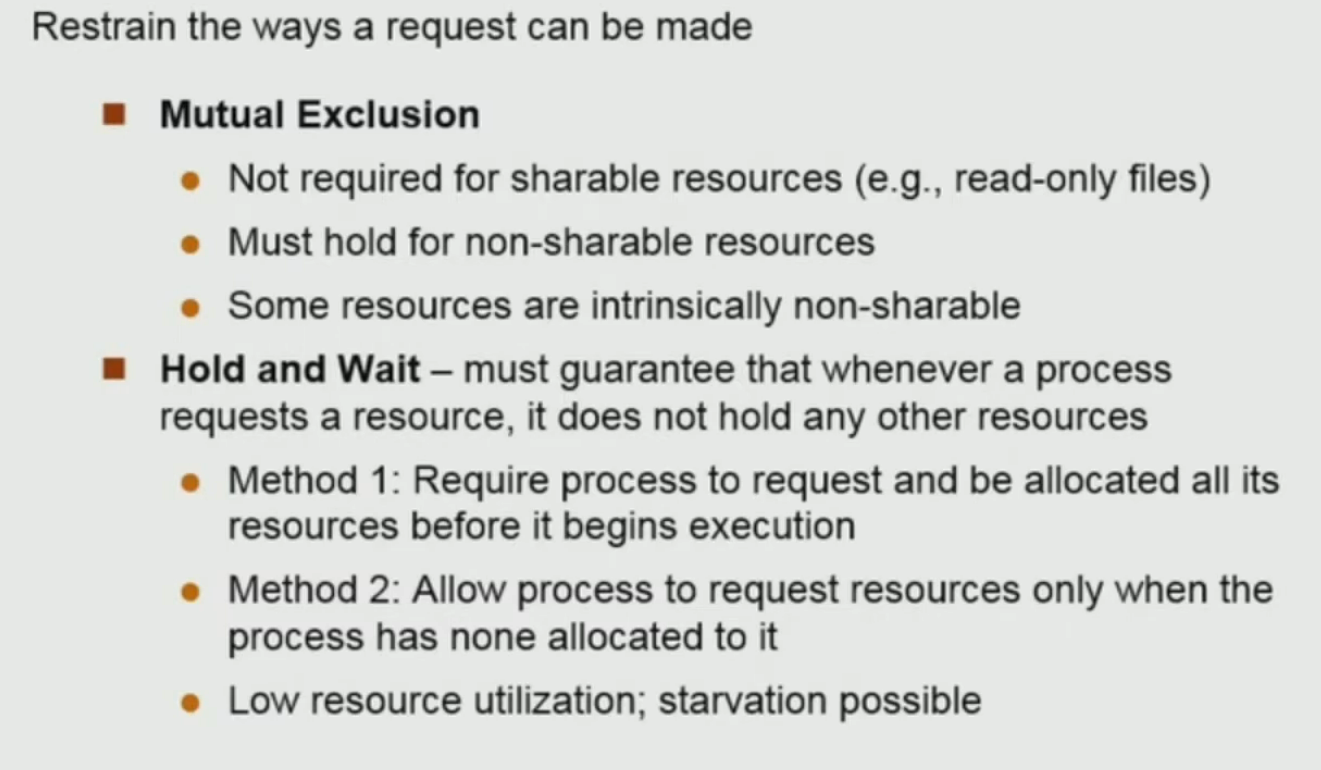 Restrain the ways a request can be made
Mutual Exclusion
Not required for sharable resources (e.g., read-only files)
Must hold for non-sharable resources
Some resources are intrinsically non-sharable
Hold and Wait – must guarantee that whenever a process
requests a resource, it does not hold any other resources
Method 1: Require process to request and be allocated all its
resources before it begins execution
Method 2: Allow process to request resources only when the
process has none allocated to it
Low resource utilization; starvation possible